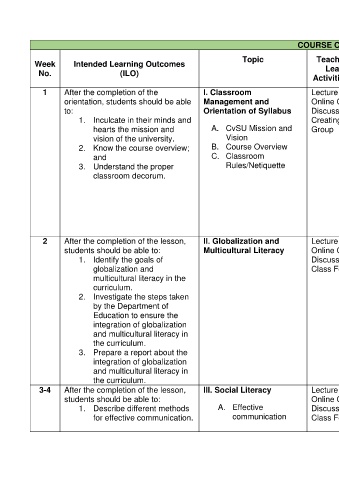 COURSE C
Week
No.
Intended Learning Outcomes
(ILO)
Topic
Teach
Lea
Activiti
1
After the completion of the
orientation, students should be able
to:
1. Inculcate in their minds and
hearts the mission and
vision of the university,
2. Know the course overview;
and
3. Understand the proper
classroom decorum.
I. Classroom
Management and
Orientation of Syllabus
A. CvSU Mission and
Vision
B. Course Overview
C. Classroom
Rules/Netiquette
Lecture
Online
Discus
Creating
Group
2
After the completion of the lesson,
students should be able to:
1. Identify the goals of
globalization and
multicultural literacy in the
curriculum.
2. Investigate the steps taken
by the Department of
Education to ensure the
integration of globalization
and multicultural literacy in
the curriculum.
3. Prepare a report about the
integration of globalization
and multicultural literacy in
the curriculum.
II. Globalization and
Multicultural Literacy
Lecture
Online
Discus
Class F
3-4
After the completion of the lesson,
students should be able to:
1. Describe different methods
for effective communication.
III. Social Literacy
A. Effective
communication
Lecture
Online
Discus
Class F